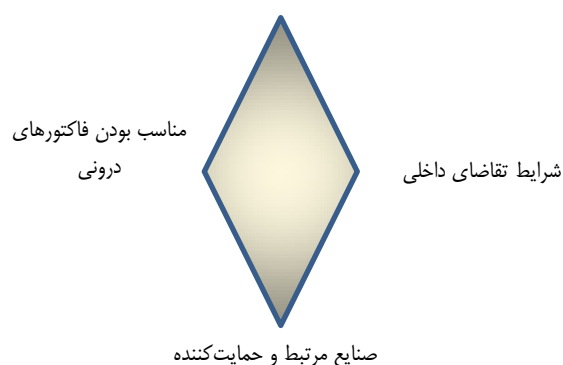 مناسب بودن فاکتورهای
درونی
شرایط تقاضای داخلی
صنایع مرتبط و حمایت‌کننده